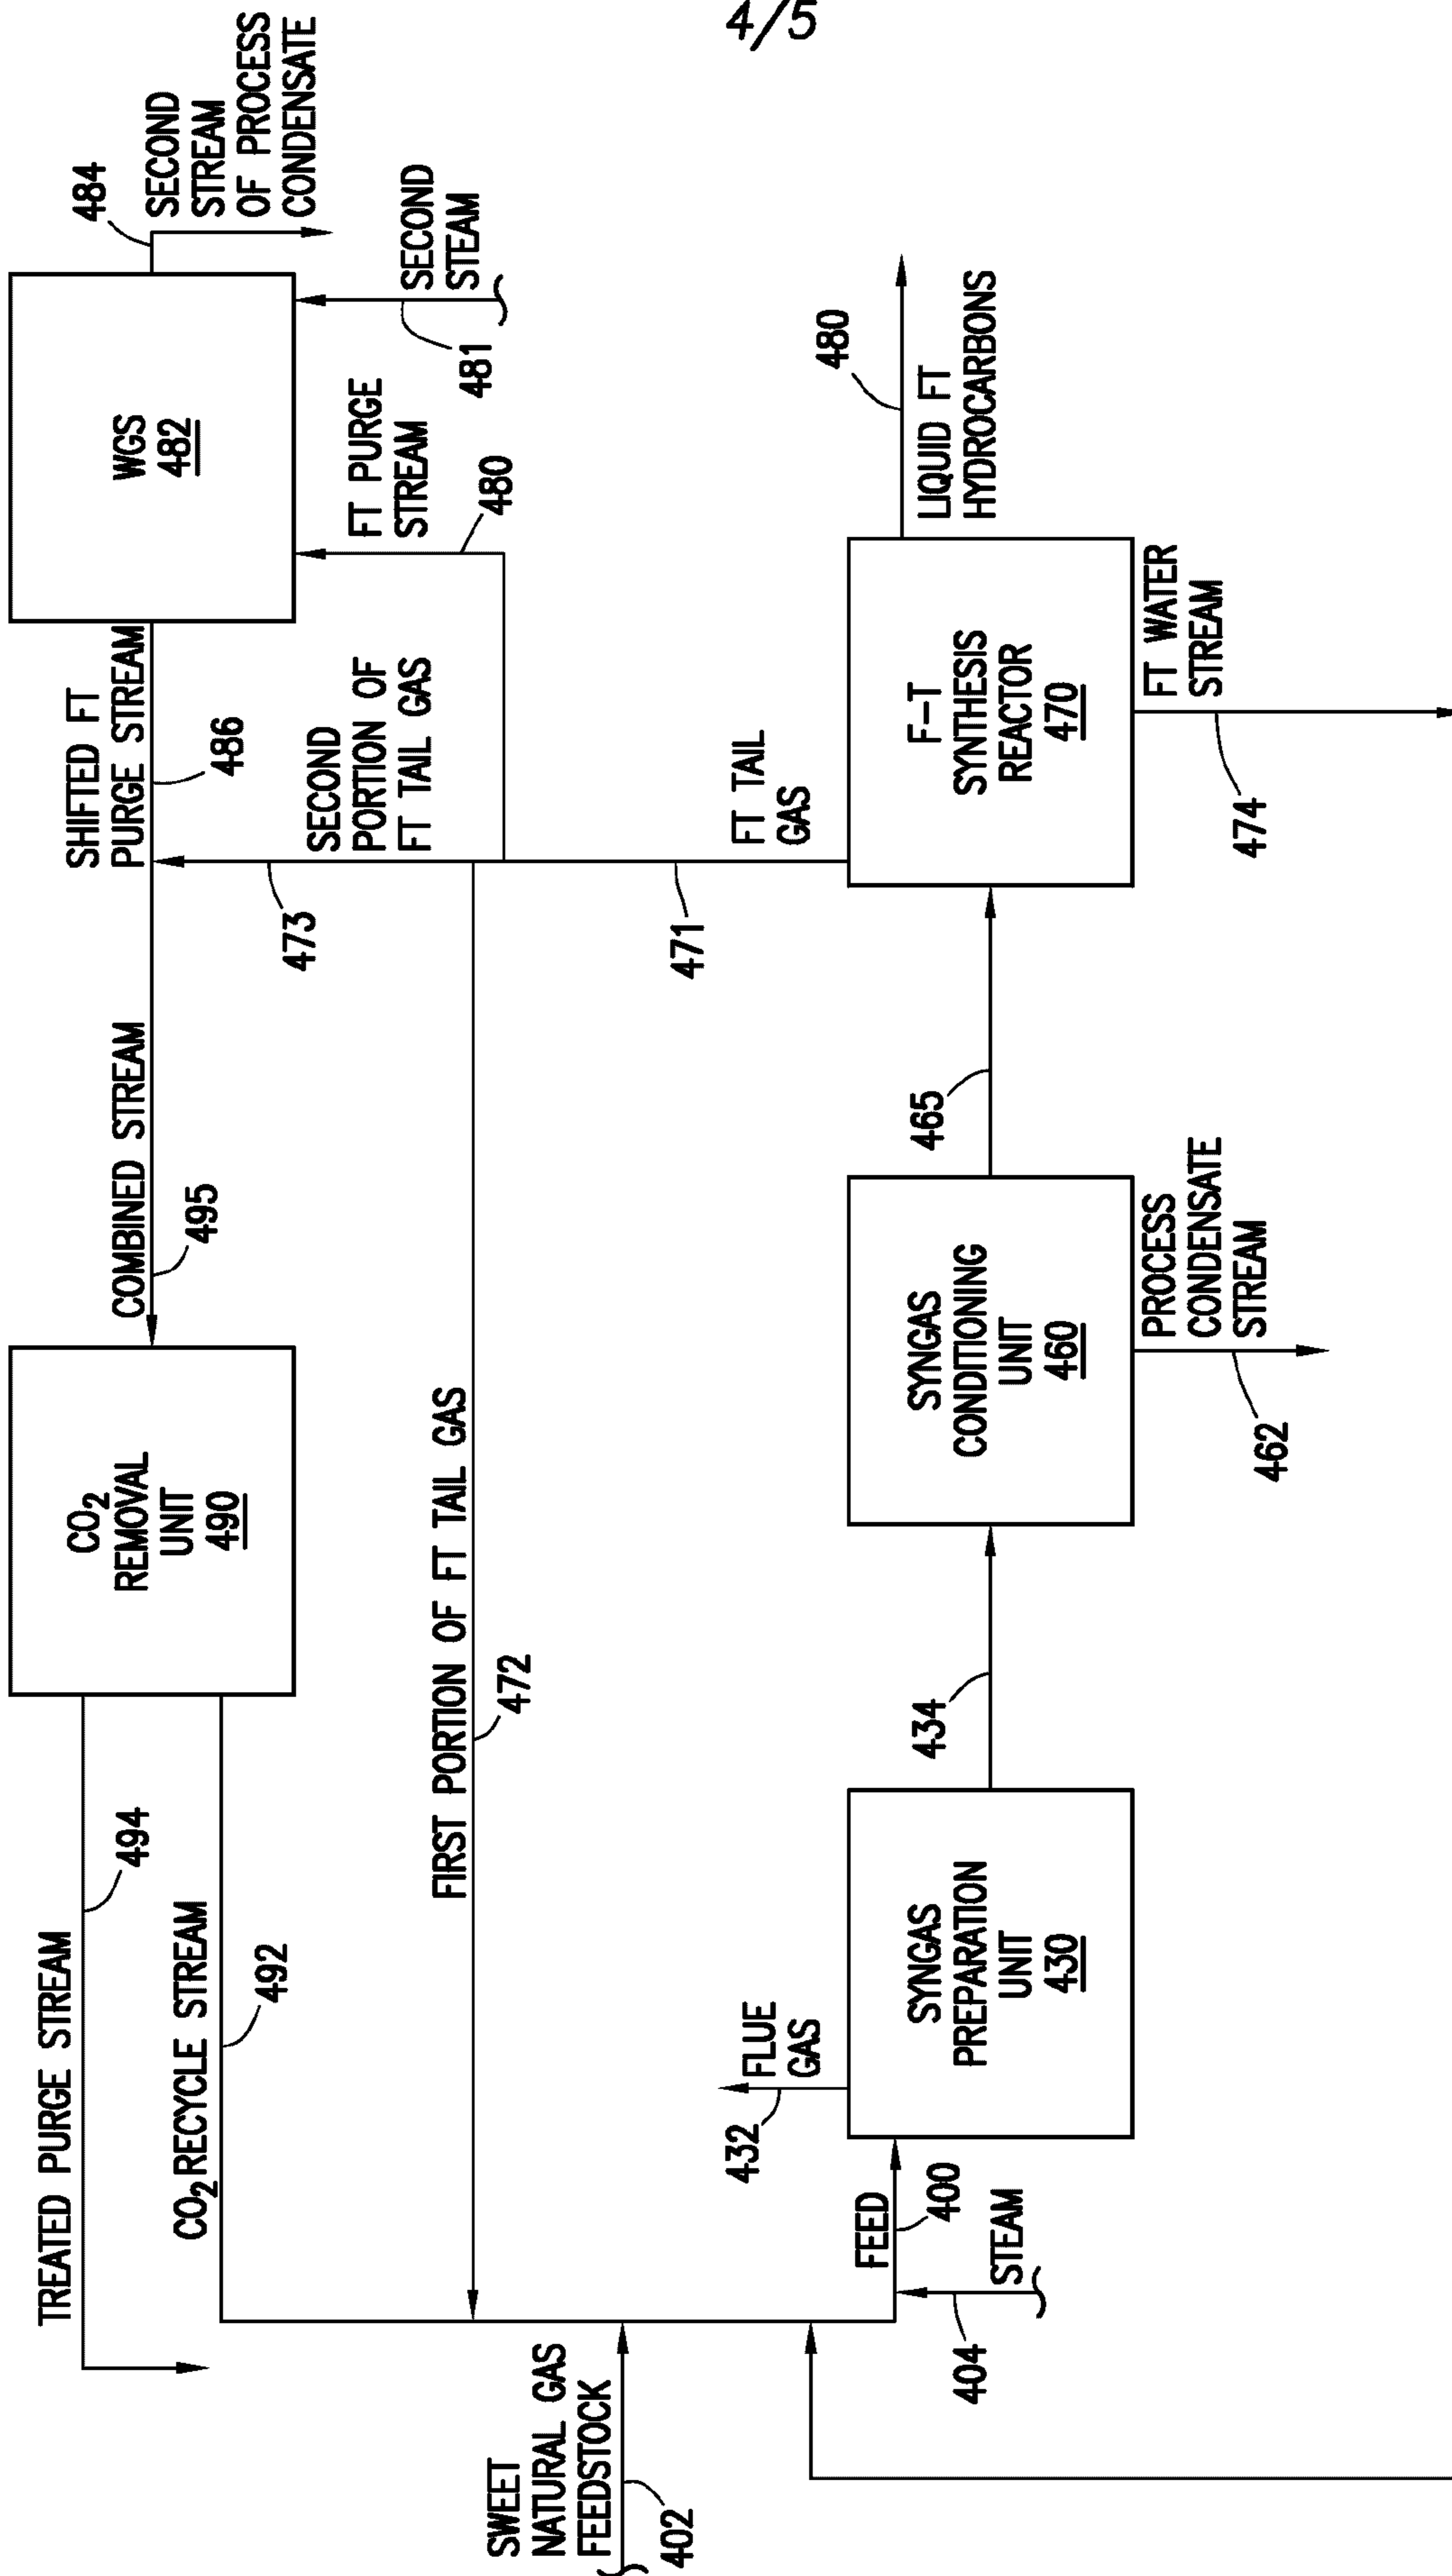 4/5
TREATED PURGE STREAM
494
CO2 RECYCLE STREAM
492
CO2
REMOVAL
UNIT
490
COMBINED STREAM
495
SHIFTED FT
PURGE STREAM
486
WGS
482
484
SECOND
STREAM
OF PROCESS
CONDENSATE
SECOND
STEAM
481
FT PURGE
STREAM
480
SECOND
PORTION OF
FT TAIL GAS
473
FIRST PORTION OF FT TAIL GAS
472
FT TAIL
GAS
471
SWEET
NATURAL GAS
FEEDSTOCK
402
FEED
400
STEAM
404
FLUE
GAS
432
SYNGAS
PREPARATION
UNIT
430
434
SYNGAS
CONDITIONING
UNIT
460
PROCESS
CONDENSATE
STREAM
462
465
F-T
SYNTHESIS
REACTOR
470
480
LIQUID FT
HYDROCARBONS
FT WATER
STREAM
474